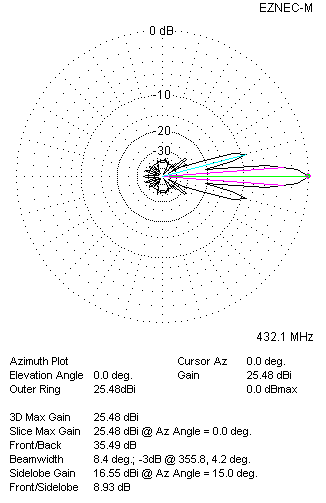 EZNEC-M
0 dB
-10
-20
-30
432.1 MHz
Azimuth Plot Cursor Az 0.0 deg.
Elevation Angle 0.0 deg. Gain 25.48 dBi
Outer Ring 25.48dBi 0.0 dBmax
3D Max Gain 25.48 dBi
Slice Max Gain 25.48 dBi @ Az Angle = 0.0 deg.
Front/Back 35.49 dB
Beamwidth 8.4 deg.; -3dB @ 355.8, 4.2 deg.
Sidelobe Gain 16.55 dBi @ Az Angle = 15.0 deg.
Front/Sidelobe 8.93 dB